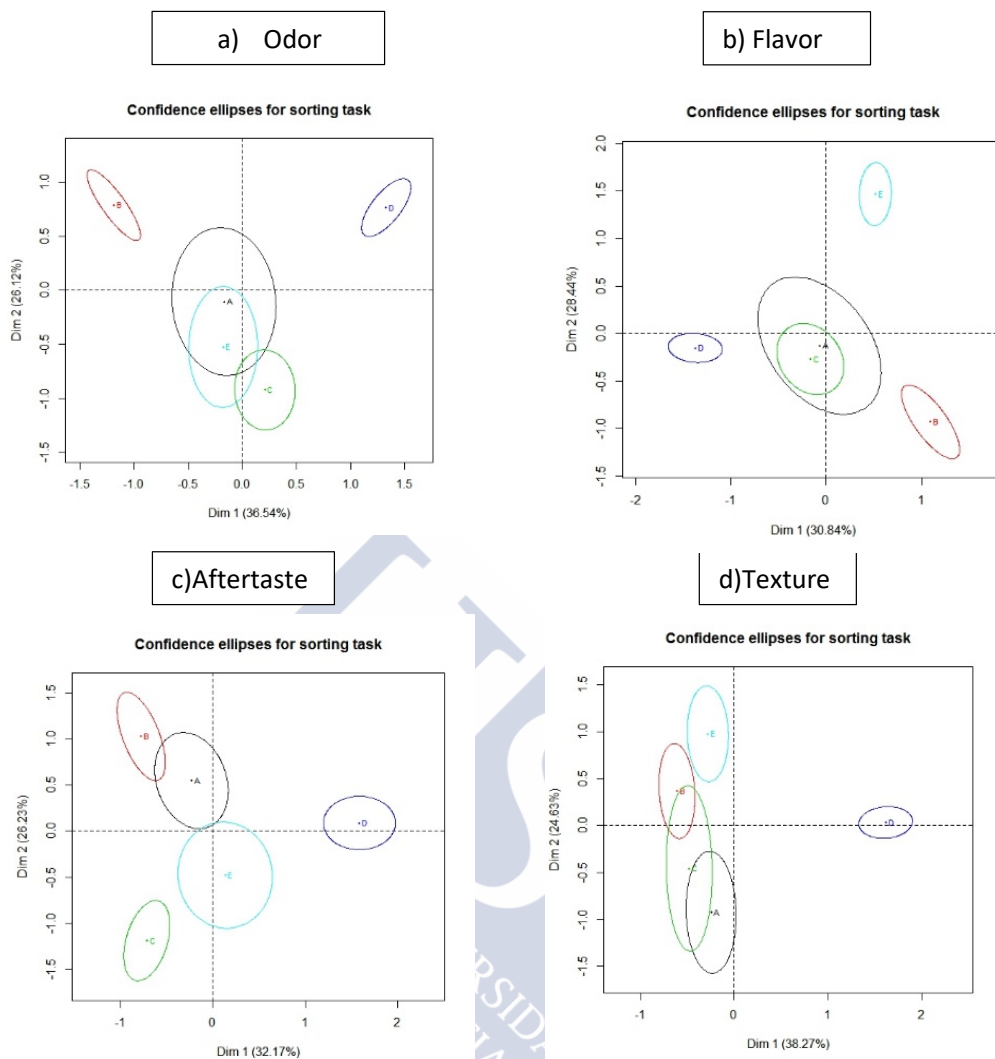 a) Odor
b) Flavor
Confidence ellipses for sorting task
Confidence ellipses for sorting task
Dim 2 (26.12%)
1.0
0.5
0.0
-0.5
-1.0
-1.5
B
D
A
E
C
-1.5 -1.0 -0.5 0.0 0.5 1.0 1.5
Dim 1 (36.54%)
Dim 2 (28.44%)
2.0
1.5
1.0
0.5
0.0
-0.5
-1.0
-1.5
E
D
A
C
B
-2 -1 0 1
Dim 1 (30.84%)
c)Aftertaste
d)Texture
Confidence ellipses for sorting task
Confidence ellipses for sorting task
Dim 2 (26.23%)
1.5
1.0
0.5
0.0
-0.5
-1.0
-1.5
B
A
D
E
C
-1 0 1 2
Dim 1 (32.17%)
Dim 2 (24.63%)
1.5
1.0
0.5
0.0
-0.5
-1.0
-1.5
E
B
D
C
A
-1 0 1 2
Dim 1 (38.27%)